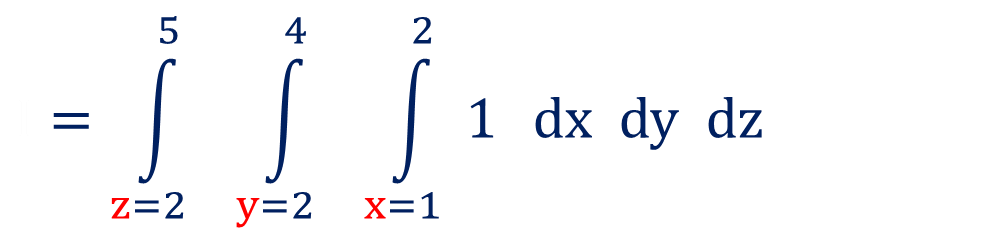 5 4 2
= ∫ ∫ ∫ 1 dx dy dz
z=2 y=2 x=1